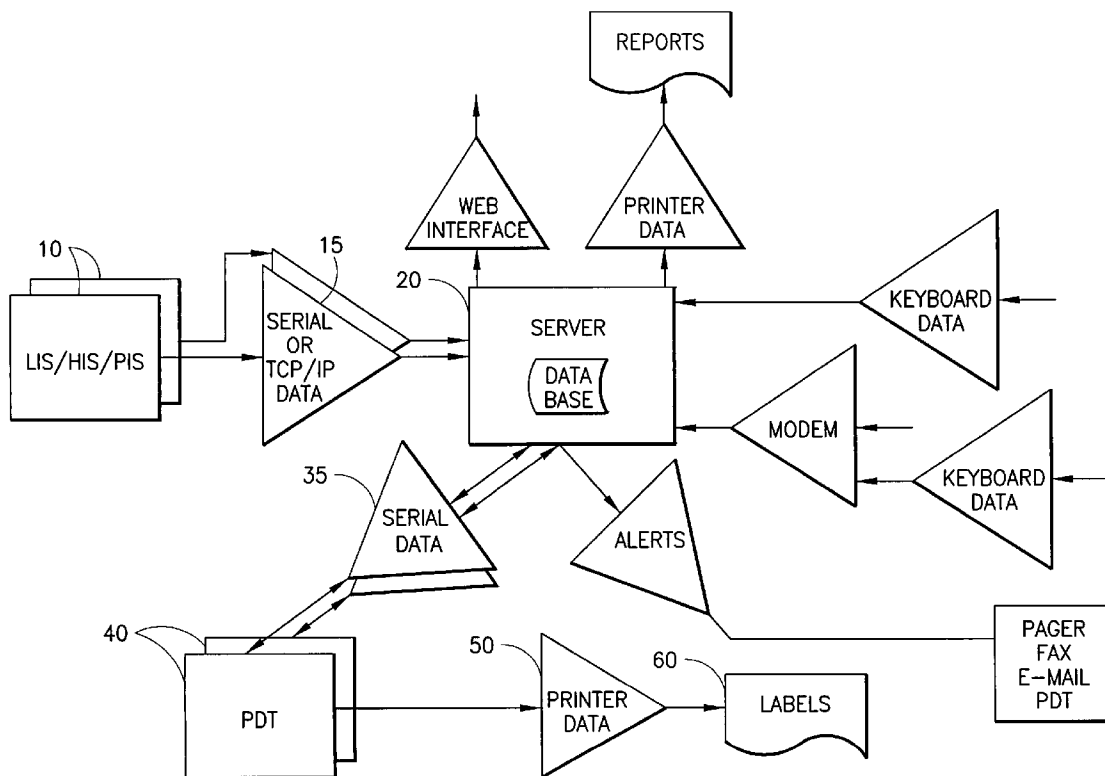 REPORTS
WEB
INTERFACE
PRINTER
DATA
10
15
20
LIS/HIS/PIS
SERIAL
OR
TCP/IP
DATA
SERVER
DATA
BASE
KEYBOARD
DATA
MODEM
KEYBOARD
DATA
35
SERIAL
DATA
ALERTS
40
PDT
50
PRINTER
DATA
60
LABELS
PAGER
FAX
E-MAIL
PDT